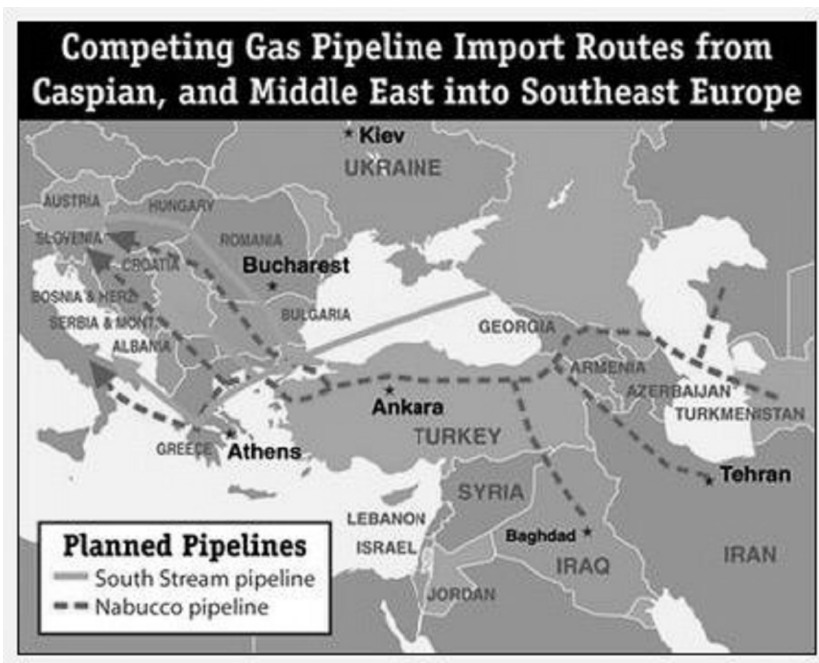 Competing Gas Pipeline Import Routes from
Caspian, and Middle East into Southeast Europe
Kiev
UKRAINE
AUSTRIA
HUNGARY
SLOVENIA
ROMANIA
CROATIA
Bucharest
BOSNIA & HERZ
BULGARIA
SERBIA & MONT.
GEORGIA
ALBANIA
ARMENIA
AZERBAIJAN
Ankara
TURKMENISTAN
TURKEY
GREECE
Athens
Tehran
SYRIA
LEBANON
Baghdad
ISRAEL
IRAQ
IRAN
JORDAN
Planned Pipelines
South Stream pipeline
Nabucco pipeline